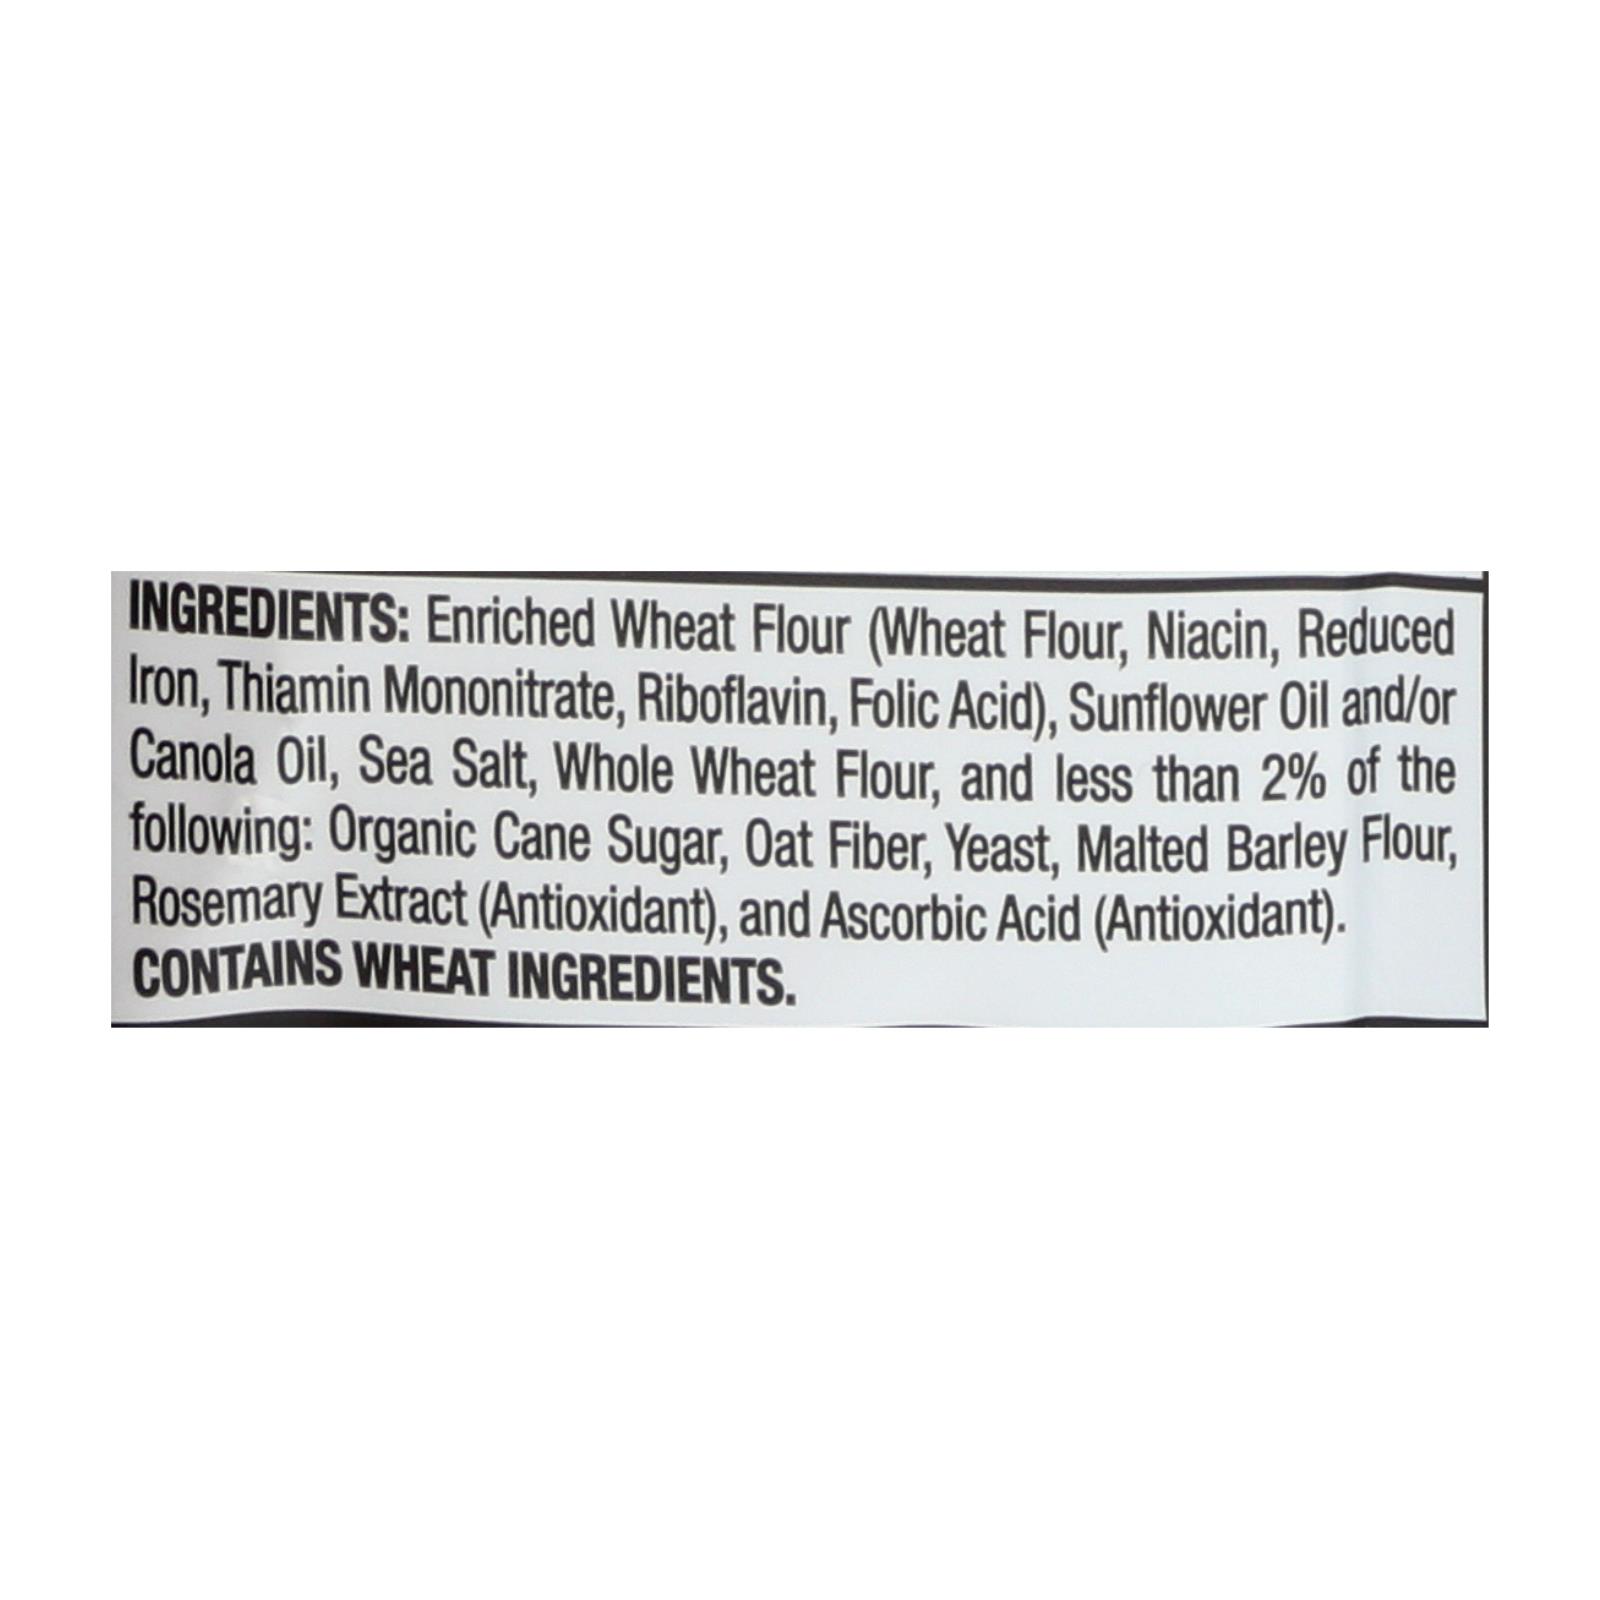 INGREDIENTS: Enriched Wheat Flour (Wheat Flour, Niacin, Reduced
Iron, Thiamin Mononitrate, Riboflavin, Folic Acid), Sunflower Oil and/or
Canola Oil, Sea Salt, Whole Wheat Flour, and less than 2% of the
following: Organic Cane Sugar, Oat Fiber, Yeast, Malted Barley Flour,
Rosemary Extract (Antioxidant), and Ascorbic Acid (Antioxidant).
CONTAINS WHEAT INGREDIENTS.